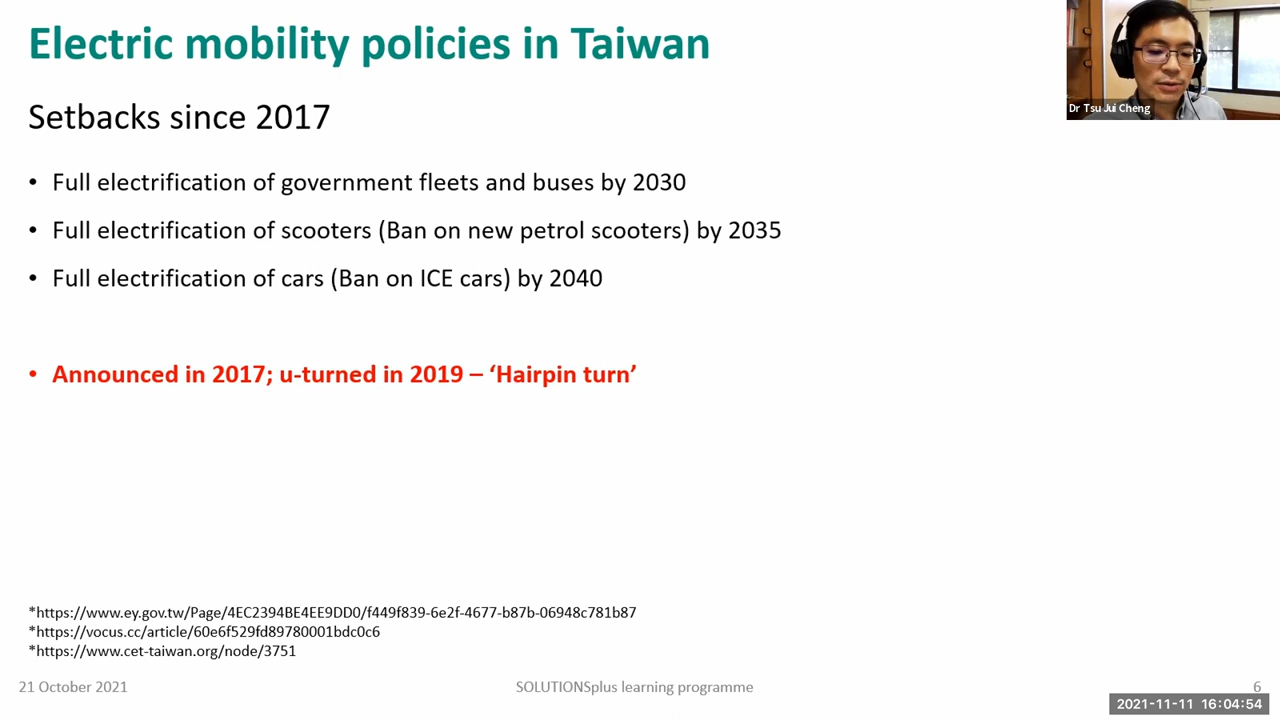 Electric mobility policies in Taiwan
Dr Tsu Jui Cheng
Setbacks since 2017
• Full electrification of government fleets and buses by 2030
• Full electrification of scooters (Ban on new petrol scooters) by 2035
• Full electrification of cars (Ban on ICE cars) by 2040
• Announced in 2017; u-turned in 2019 – ‘Hairpin turn’
*https://www.ey.gov.tw/Page/4EC2394BE4EE9DD0/f449f839-6e2f-4677-b87b-06948c781b87
*https://vocus.cc/article/60e6f529fd89780001bdc0c6
*https://www.cet-taiwan.org/node/3751
21 October 2021
SOLUTIONSplus learning programme
6
2021-11-11 16:04:54